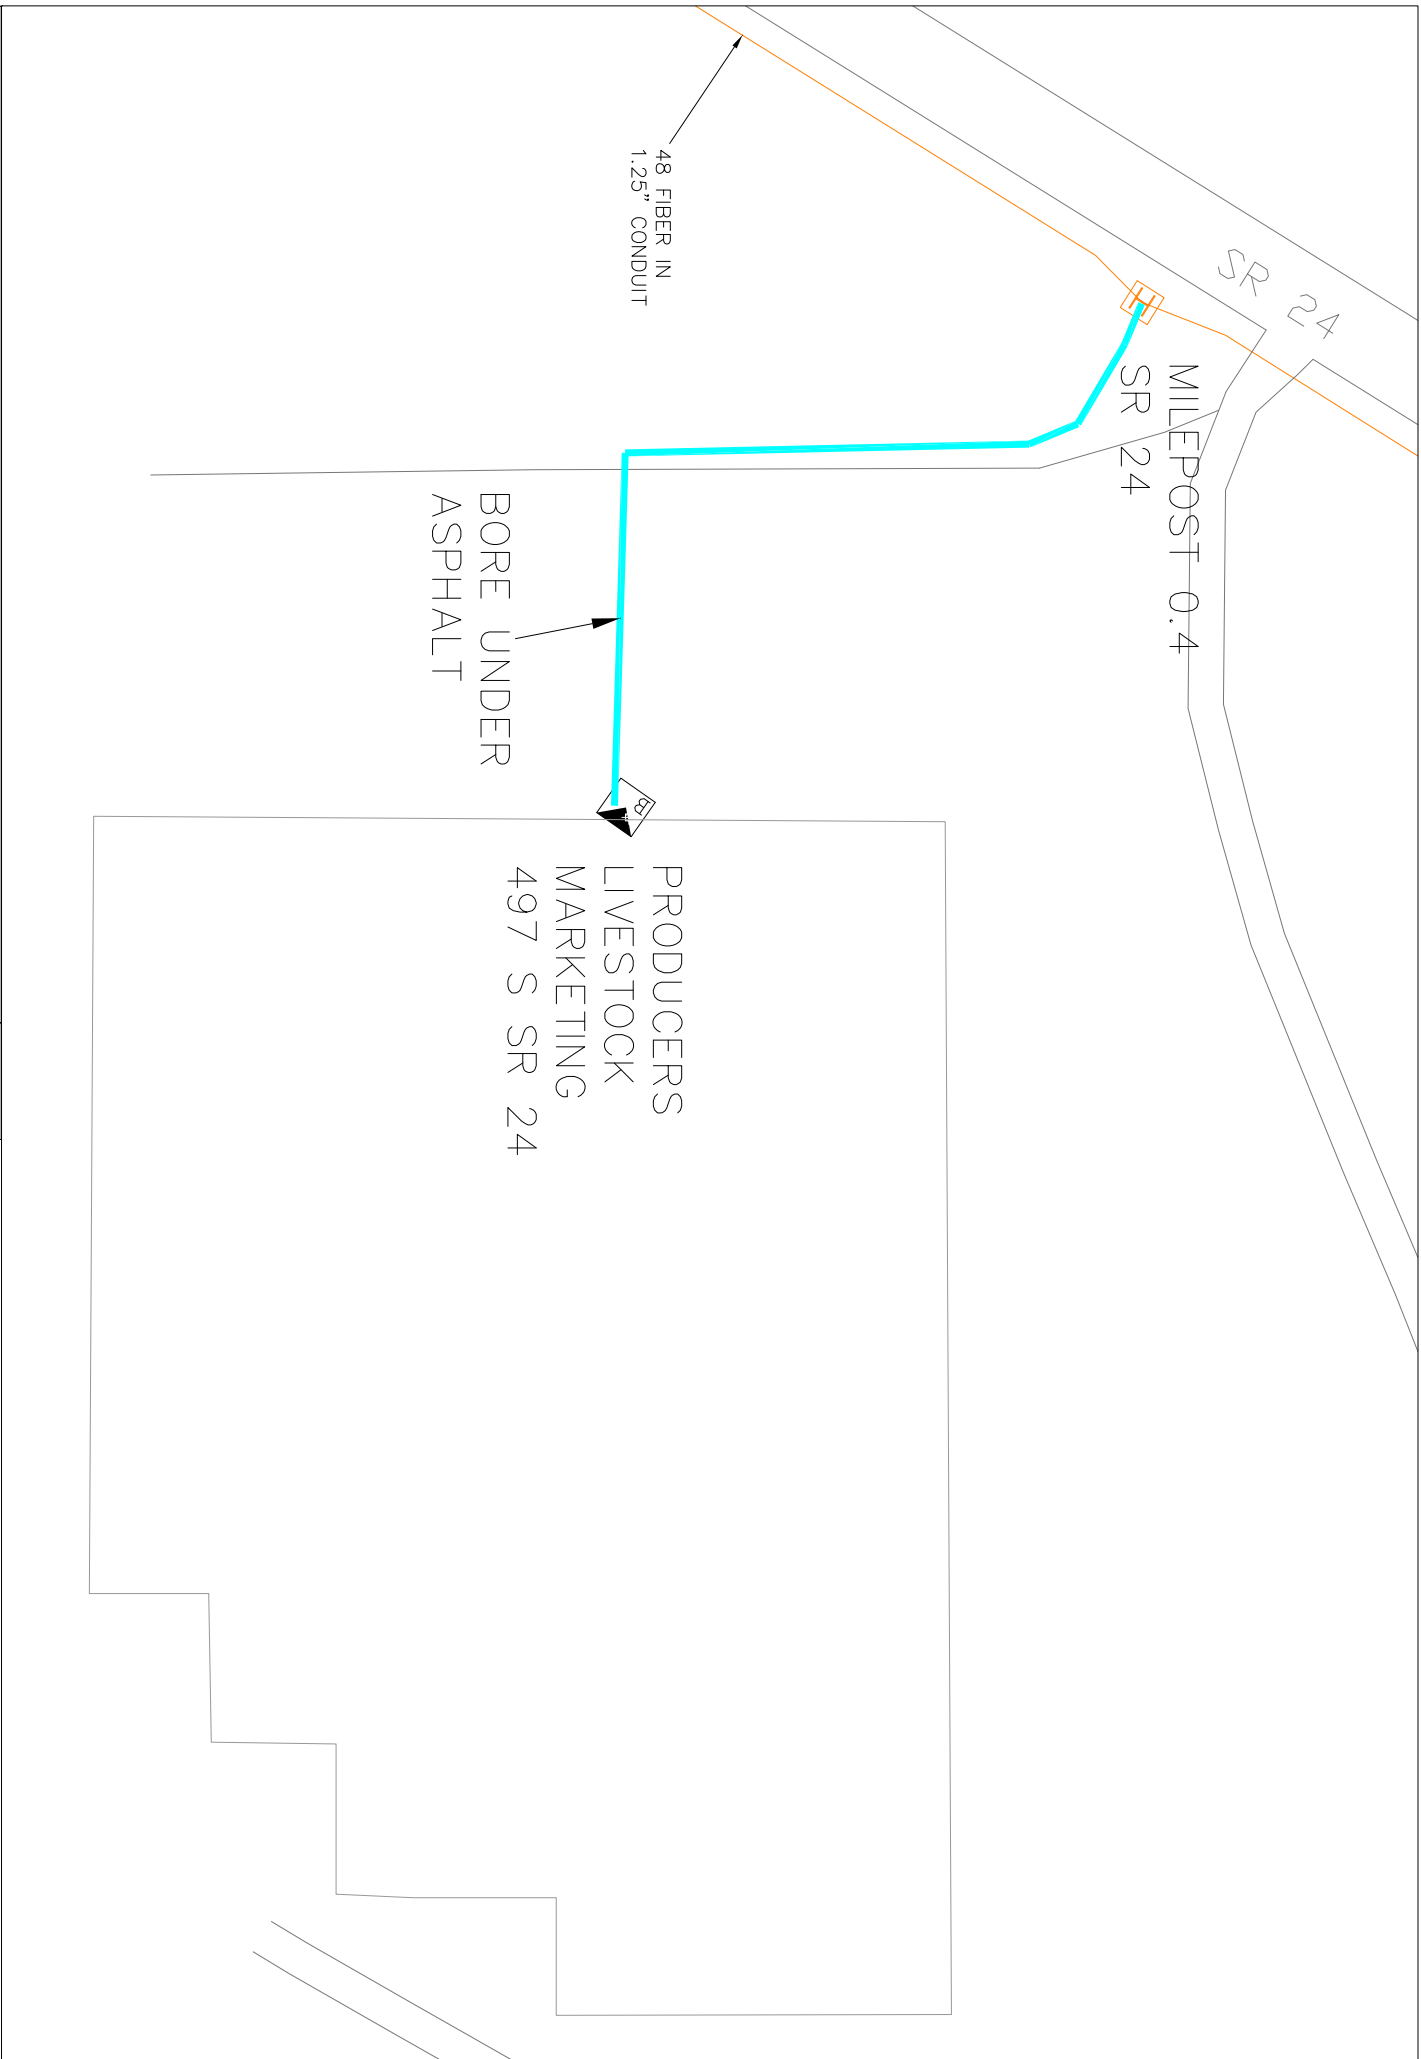 SR 24
48 FIBER IN
1.25" CONDUIT
H
MILEPOST 0.4
SR 24
BORE UNDER
ASPHALT
B
PRODUCERS
LIVESTOCK
MARKETING
497 S SR 24